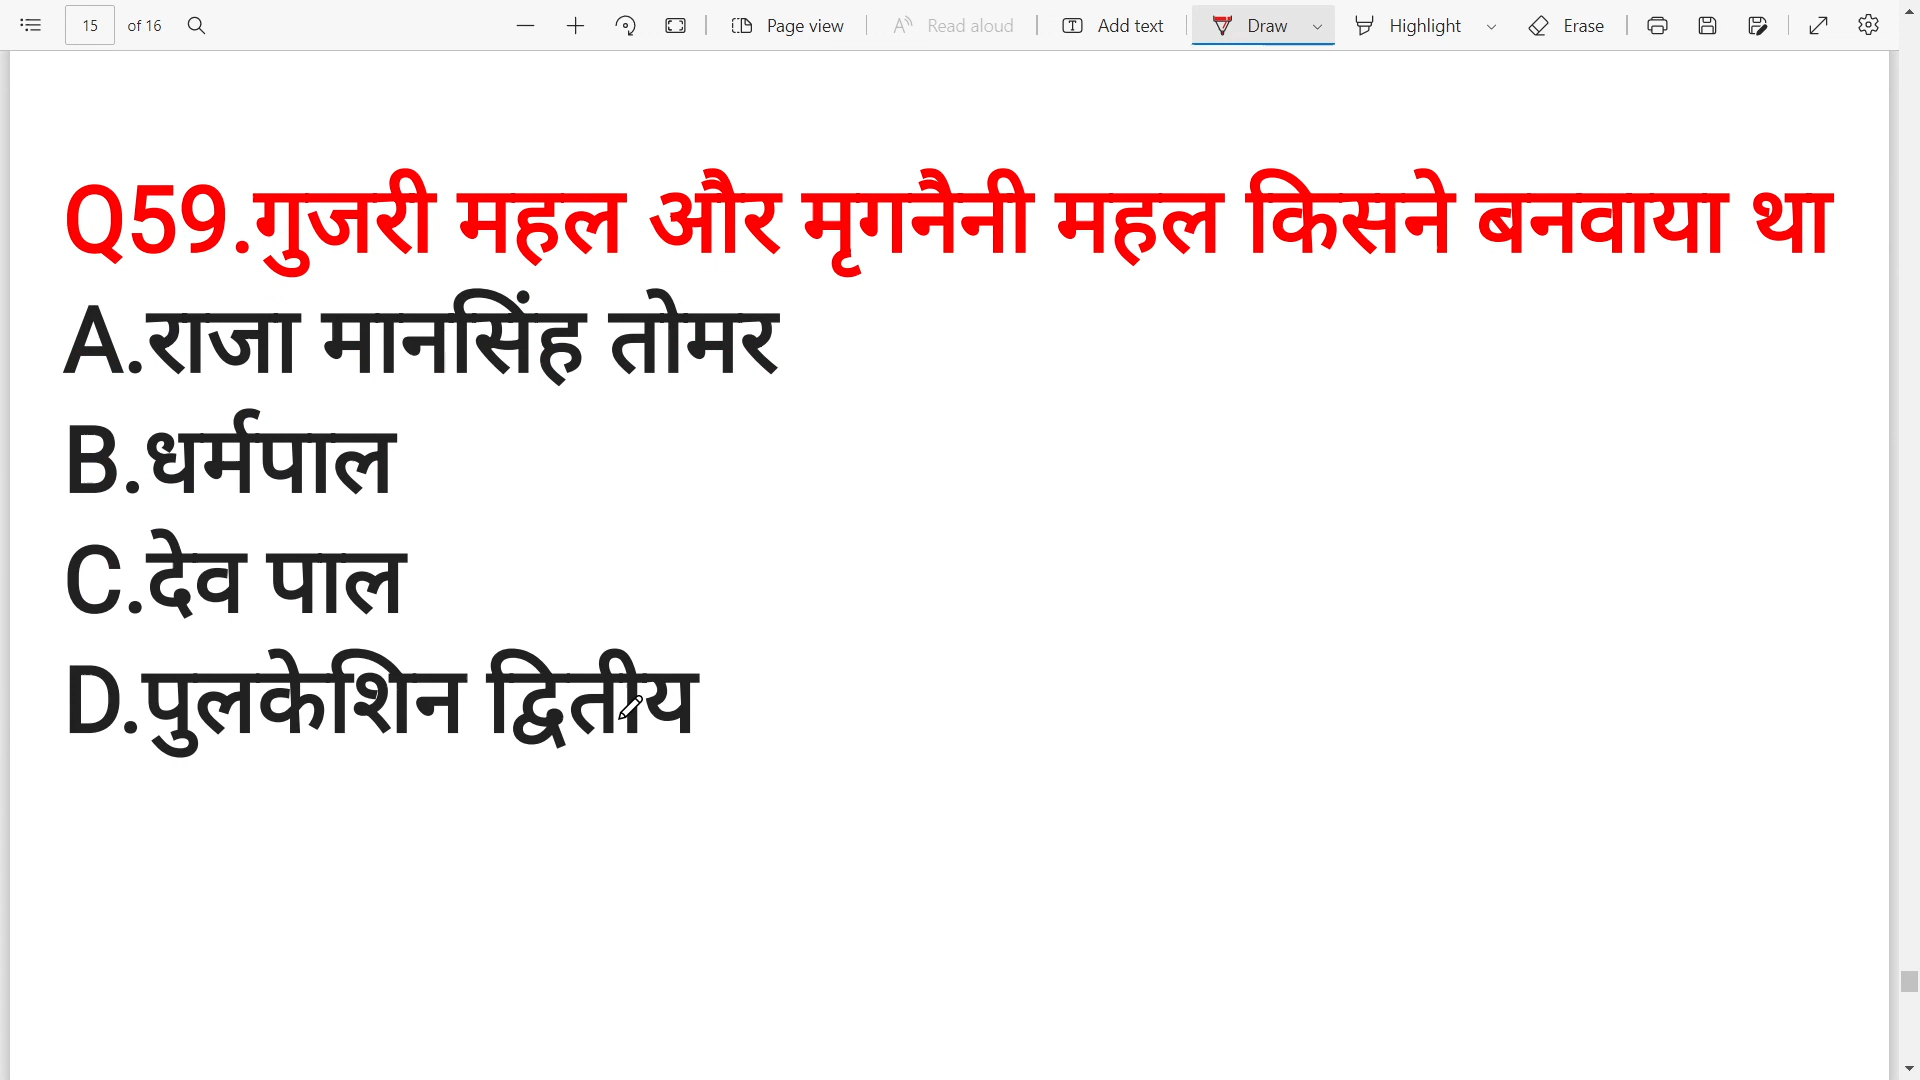 15 of 16 Page view Read aloud Add text Draw Highlight Erase
Q59.गुजरी महल और मृगनैनी महल किसने बनवाया था
A.राजा मानसिंह तोमर
B.धर्मपाल
C.देव पाल
D.पुलकेशिन द्वितीय